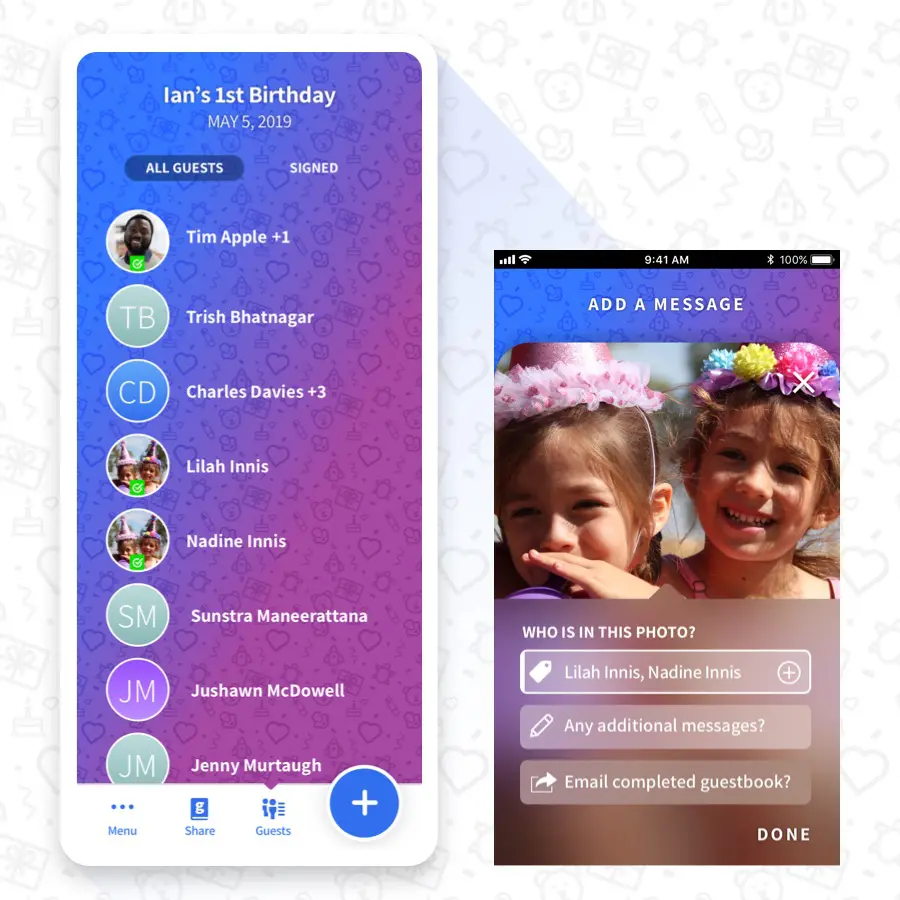 Ian's 1st Birthday
MAY 5, 2019
ALL GUESTS SIGNED
Tim Apple +1
TB Trish Bhatnagar
CD Charles Davies +3
Lilah Innis
Nadine Innis
SM Sunstra Maneerattana
JM Jushawn McDowell
JM Jenny Murtaugh
g
Menu Share Guests
9:41 AM 100%
ADD A MESSAGE
WHO IS IN THIS PHOTO?
Lilah Innis, Nadine Innis
Any additional messages?
Email completed guestbook?
DONE